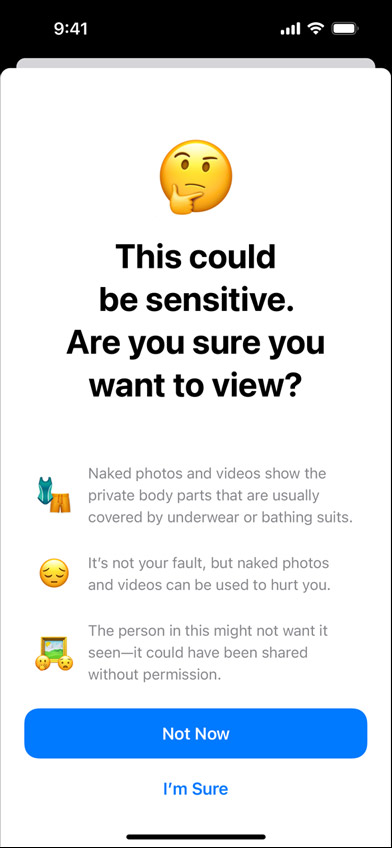 9:41
This could
be sensitive.
Are you sure you
want to view?
Naked photos and videos show the
private body parts that are usually
covered by underwear or bathing suits.
It’s not your fault, but naked photos
and videos can be used to hurt you.
The person in this might not want it
seen—it could have been shared
without permission.
Not Now
I’m Sure